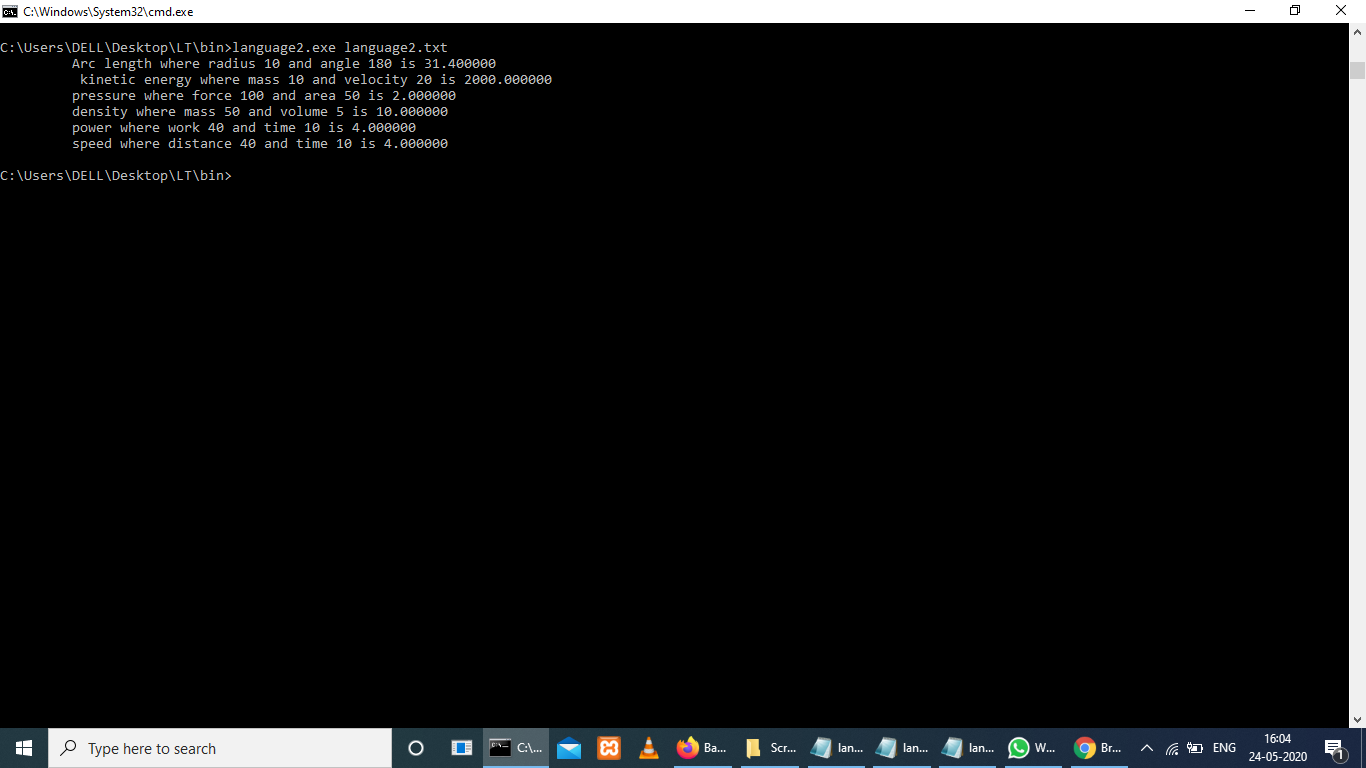 C:\Windows\System32\cmd.exe
C:\Users\DELL\Desktop\LT\bin>language2.exe language2.txt
Arc length where radius 10 and angle 180 is 31.400000
kinetic energy where mass 10 and velocity 20 is 2000.000000
pressure where force 100 and area 50 is 2.000000
density where mass 50 and volume 5 is 10.000000
power where work 40 and time 10 is 4.000000
speed where distance 40 and time 10 is 4.000000
C:\Users\DELL\Desktop\LT\bin>
Type here to search
C:\...
Ba...
Scr...
lan...
lan...
lan...
W...
Br...
ENG
16:04
24-05-2020
1